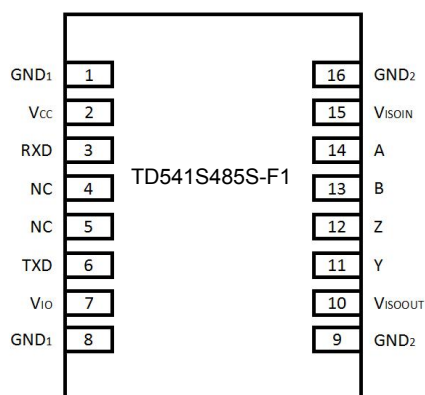 GND1 1 16 GND2
VCC 2 15 VISOIN
RXD 3 14 A
NC 4 TD541S485S-F1 13 B
NC 5 12 Z
TXD 6 11 Y
VIO 7 10 VISOOUT
GND1 8 9 GND2